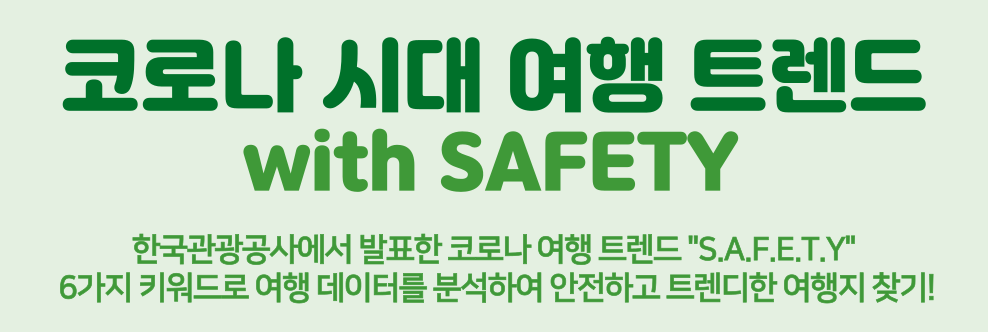 코로나 시대 여행 트렌드
with SAFETY
한국관광공사에서 발표한 코로나 여행 트렌드 "S.A.F.E.T.Y"
6가지 키워드로 여행 데이터를 분석하여 안전하고 트렌디한 여행지 찾기!